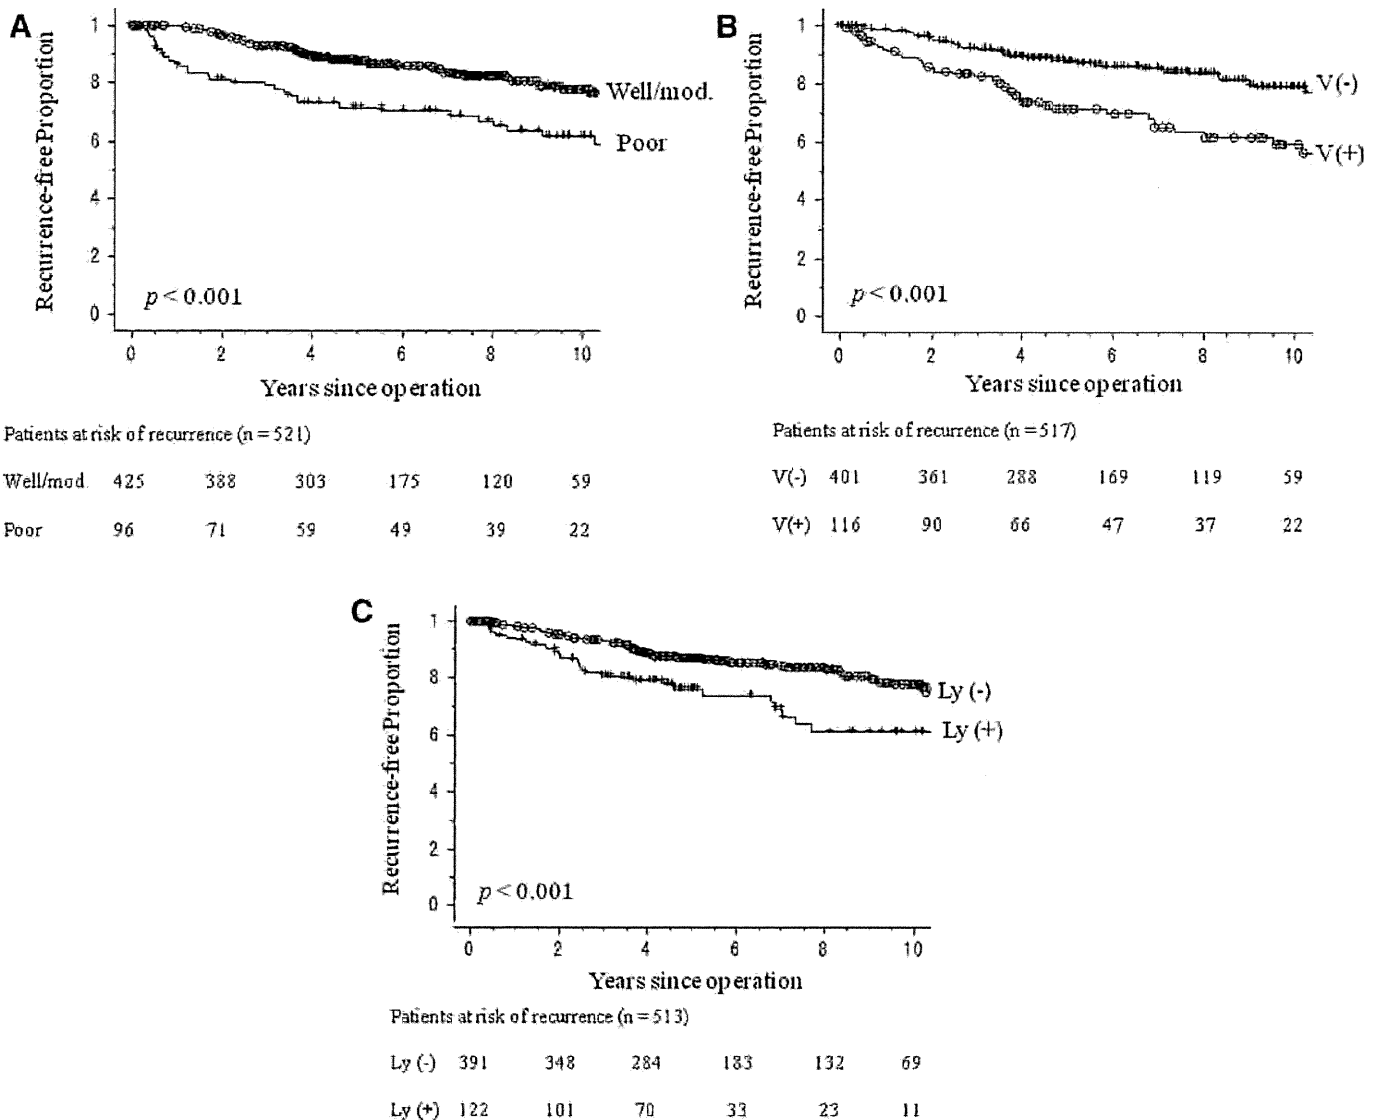 A
Recurrence-free Proportion
1
8
6
4
2
0
Well/mod.
Poor
p < 0.001
0 2 4 6 8 10
Years since operation
Patients at risk of recurrence (n = 521)
Well/mod. 425 388 303 175 120 59
Poor 96 71 59 49 39 22
B
Recurrence-free Proportion
1
8
6
4
2
0
V(-)
V(+)
p < 0.001
0 2 4 6 8 10
Years since operation
Patients at risk of recurrence (n = 517)
V(-) 401 361 288 169 119 59
V(+) 116 90 66 47 37 22
C
Recurrence-free Proportion
1
8
6
4
2
0
Ly (-)
Ly (+)
p < 0.001
0 2 4 6 8 10
Years since operation
Patients at risk of recurrence (n = 513)
Ly (-) 391 348 284 183 132 69
Ly (+) 122 101 70 33 23 11